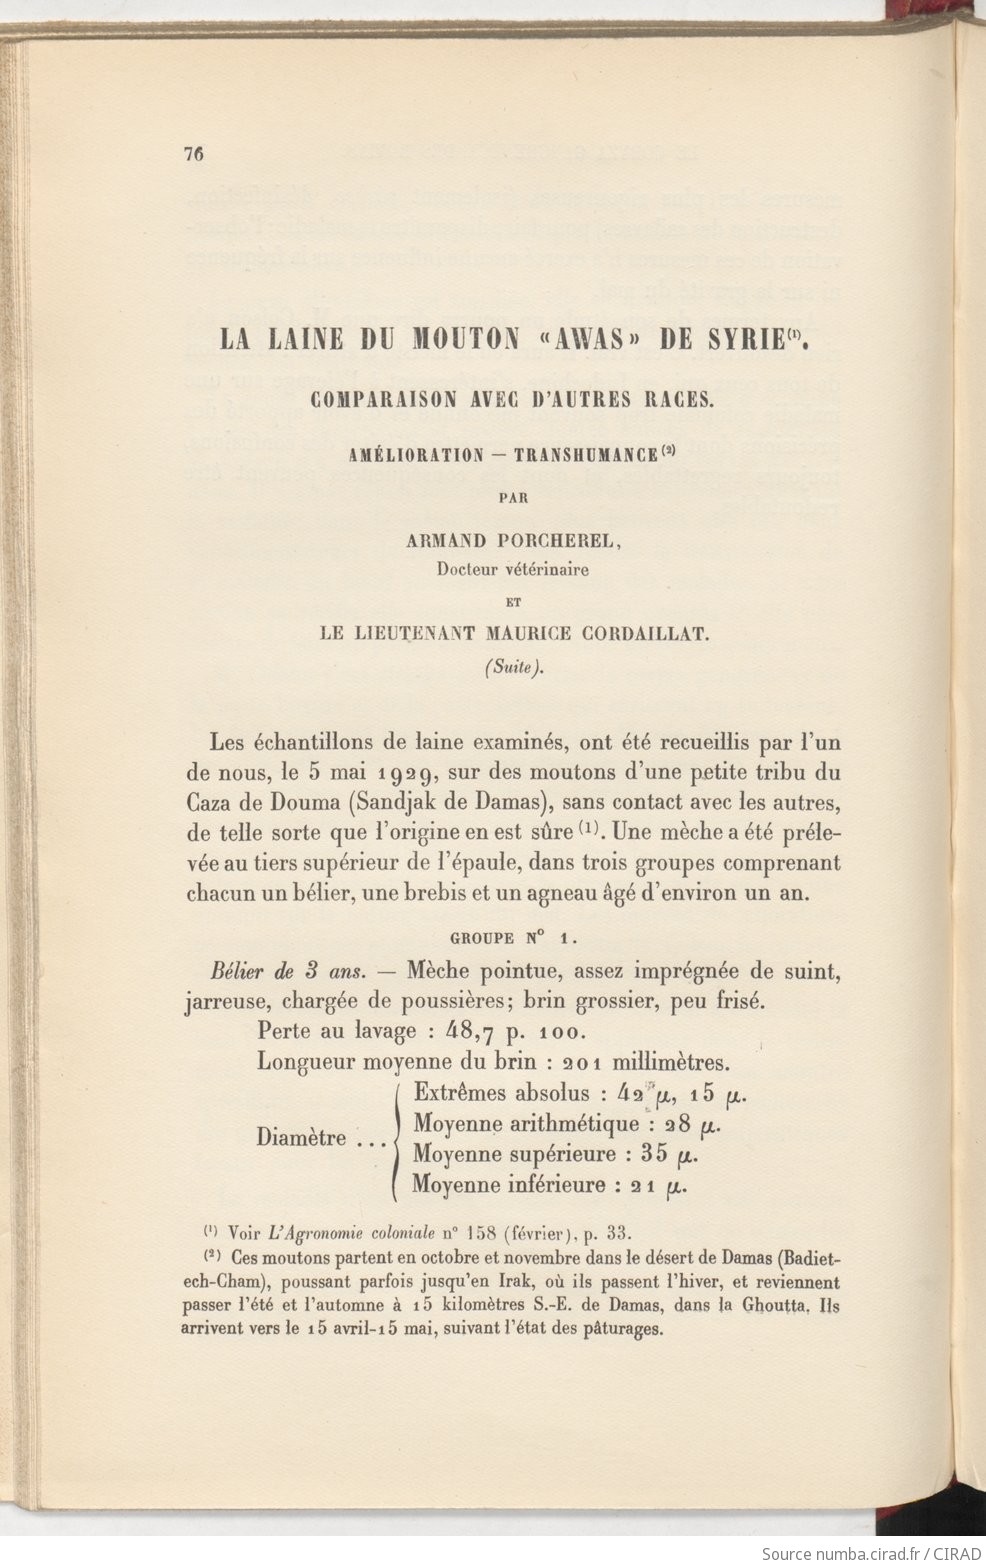 76
LA LAINE DU MOUTON «AWAS» DE SYRIE(1).
COMPARAISON AVEC D'AUTRES RACES.
AMÉLIORATION — TRANSHUMANCE(2)
PAR
ARMAND PORCHEREL,
Docteur vétérinaire
ET
LE LIEUTENANT MAURICE CORDAILLAT.
(Suite).
Les échantillons de laine examinés, ont été recueillis par l'un
de nous, le 5 mai 1929, sur des moutons d'une petite tribu du
Caza de Douma (Sandjak de Damas), sans contact avec les autres,
de telle sorte que l'origine en est sûre (1). Une mèche a été préle-
vée au tiers supérieur de l'épaule, dans trois groupes comprenant
chacun un bélier, une brebis et un agneau âgé d'environ un an.
GROUPE N° 1.
Bélier de 3 ans. — Mèche pointue, assez imprégnée de suint,
jarreuse, chargée de poussières; brin grossier, peu frisé.
Perte au lavage : 48,7 p. 100.
Longueur moyenne du brin : 201 millimètres.
Diamètre ...
Extrêmes absolus : 42 μ, 15 μ.
Moyenne arithmétique : 28 μ.
Moyenne supérieure : 35 μ.
Moyenne inférieure : 21 μ.
(1) Voir L'Agronomie coloniale n° 158 (février), p. 33.
(2) Ces moutons partent en octobre et novembre dans le désert de Damas (Badiet-
ech-Cham), poussant parfois jusqu'en Irak, où ils passent l'hiver, et reviennent
passer l'été et l'automne à 15 kilomètres S.-E. de Damas, dans la Ghoutta. Ils
arrivent vers le 15 avril-15 mai, suivant l'état des pâturages.
Source numba.cirad.fr / CIRAD